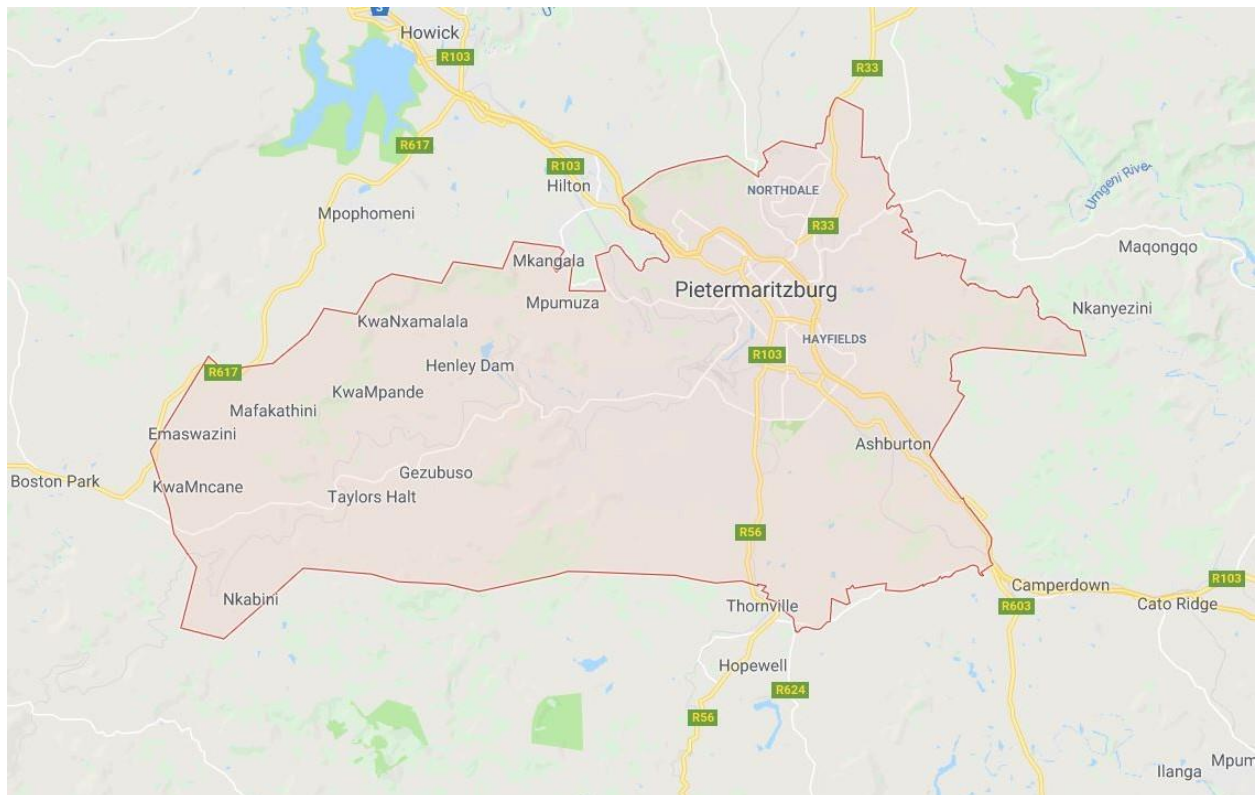 3
Howick
R103
R33
R617
R103
Hilton
NORTHDALE
Umgeni River
Mpophomeni
R33
Maqongqo
Mkangala
Mpumuza
Pietermaritzburg
Nkanyezini
KwaNxamalala
HAYFIELDS
R103
Henley Dam
R617
KwaMpande
Mafakathini
Emaswazini
Ashburton
Gezubuso
Boston Park
KwaMncane
Taylors Halt
R56
Camperdown
R103
Nkabini
Thornville
R603
Cato Ridge
Hopewell
R624
R56
Ilanga
Mpum